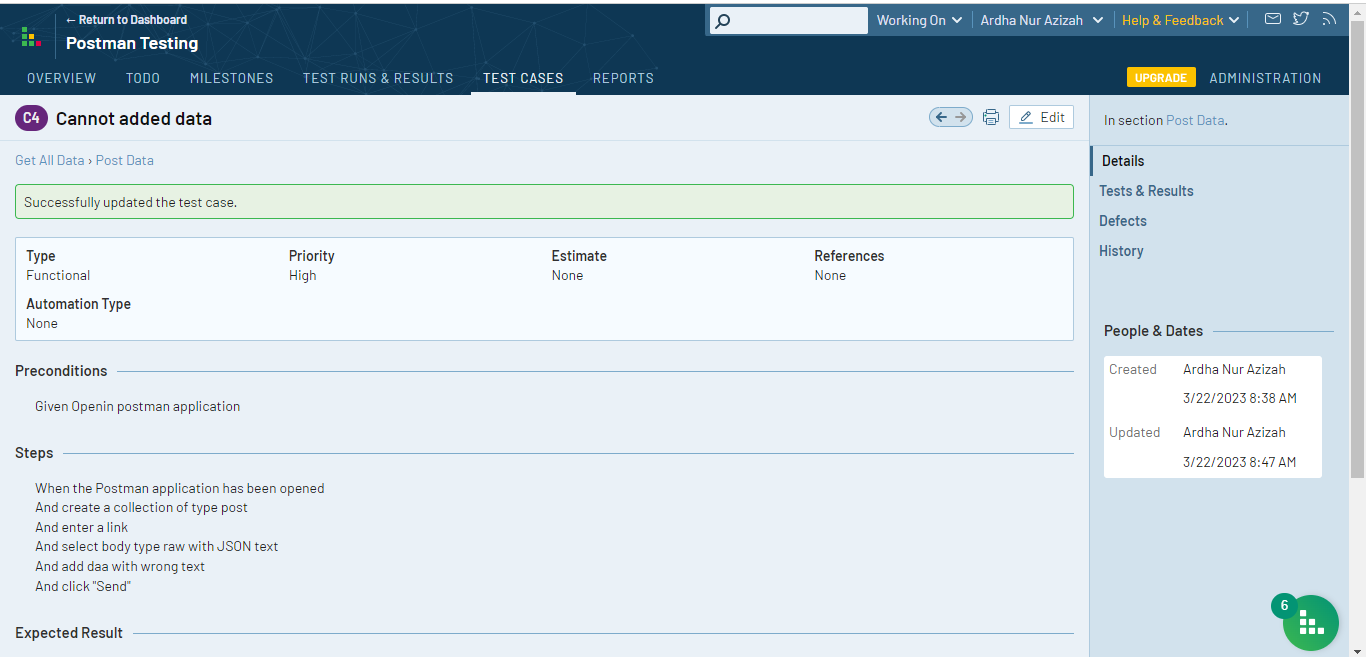 ← Return to Dashboard
Postman Testing
Working On
Ardha Nur Azizah
Help & Feedback
OVERVIEW
TODO
MILESTONES
TEST RUNS & RESULTS
TEST CASES
REPORTS
UPGRADE
ADMINISTRATION
C4
Cannot added data
Edit
In section Post Data.
Get All Data › Post Data
Successfully updated the test case.
Type
Functional
Priority
High
Estimate
None
References
None
Automation Type
None
Preconditions
Given Openin postman application
Steps
When the Postman application has been opened
And create a collection of type post
And enter a link
And select body type raw with JSON text
And add daa with wrong text
And click "Send"
Expected Result
Details
Tests & Results
Defects
History
People & Dates
Created
Ardha Nur Azizah
3/22/2023 8:38 AM
Updated
Ardha Nur Azizah
3/22/2023 8:47 AM
6